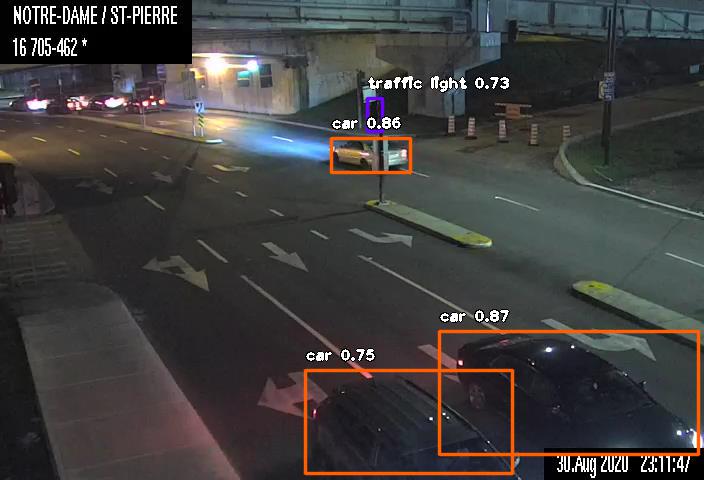 NOTRE-DAME / ST-PIERRE
16 705-462 *
traffic light 0.73
car 0.86
car 0.87
car 0.75
30.Aug 2020 23:11:47